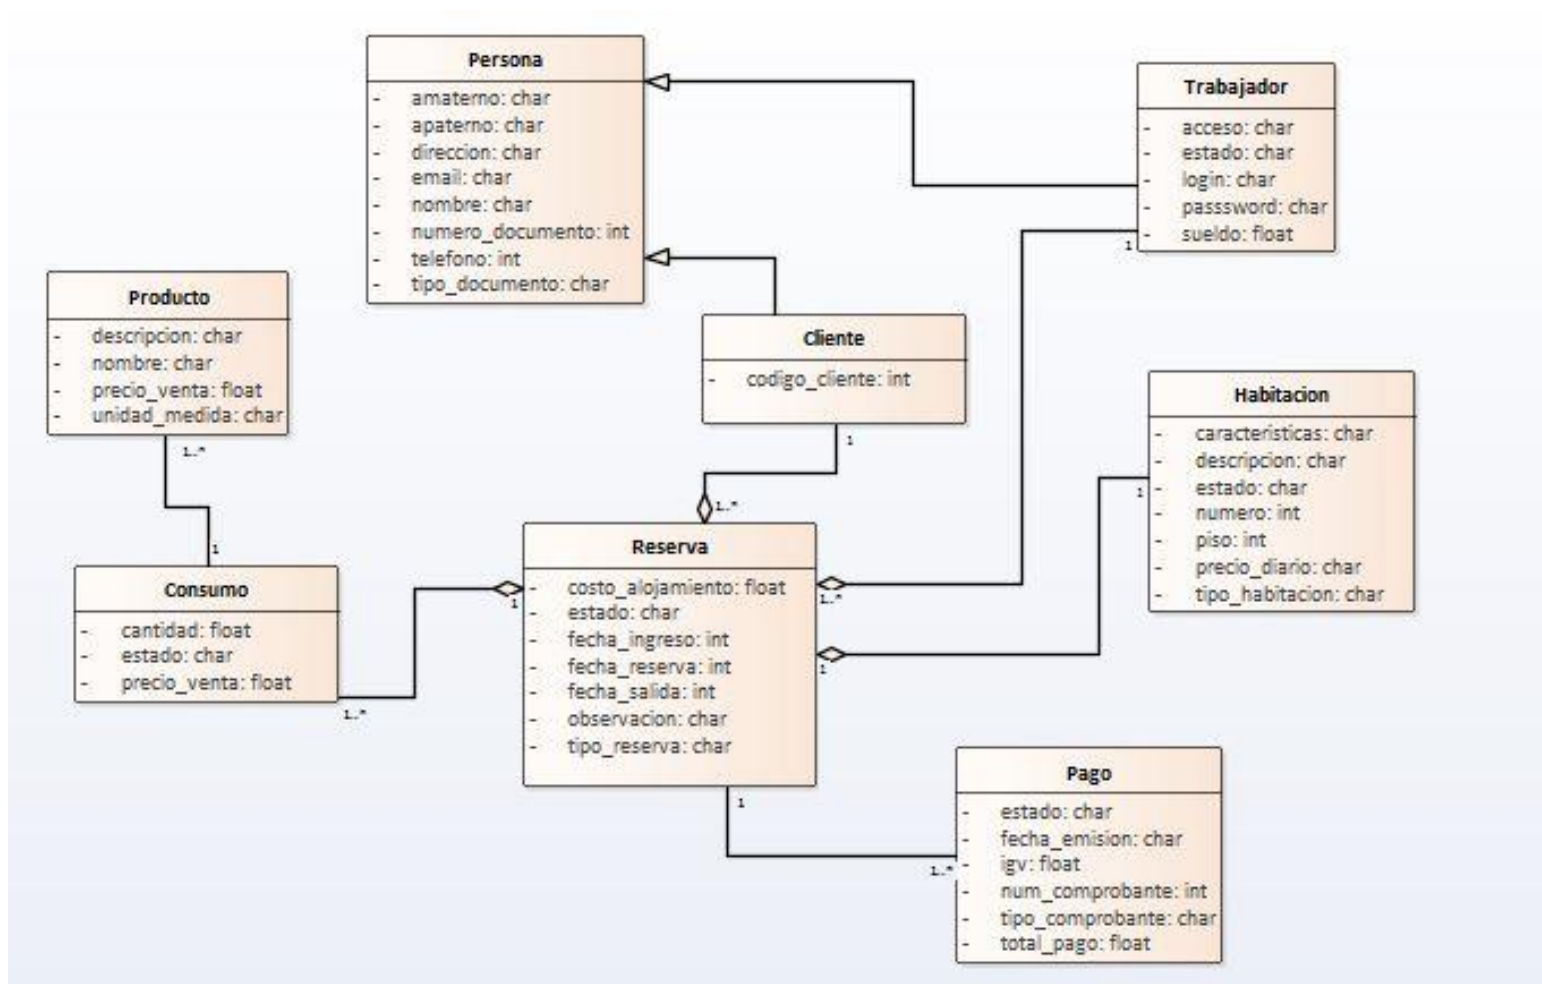 Persona
- amaterno: char
- apaterno: char
- direccion: char
- email: char
- nombre: char
- numero_documento: int
- telefono: int
- tipo_documento: char
Trabajador
- acceso: char
- estado: char
- login: char
- passsword: char
- sueldo: float
1
Producto
- descripcion: char
- nombre: char
- precio_venta: float
- unidad_medida: char
1..*
1
Cliente
- codigo_cliente: int
1
1..*
Habitacion
- caracteristicas: char
- descripcion: char
- estado: char
- numero: int
- piso: int
- precio_diario: char
- tipo_habitacion: char
1
Consumo
- cantidad: float
- estado: char
- precio_venta: float
1..*
1
Reserva
- costo_alojamiento: float
- estado: char
- fecha_ingreso: int
- fecha_reserva: int
- fecha_salida: int
- observacion: char
- tipo_reserva: char
1..*
1
1
1..*
Pago
- estado: char
- fecha_emision: char
- igv: float
- num_comprobante: int
- tipo_comprobante: char
- total_pago: float